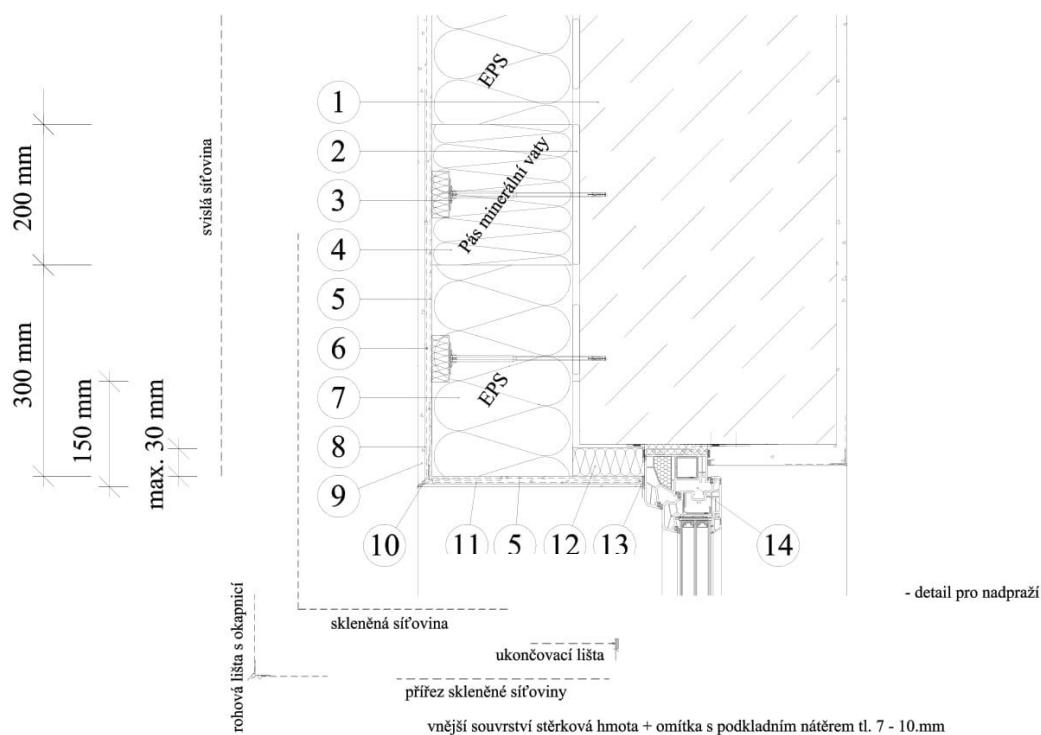 EPS
1
2
Pás minerální vaty
3
4
5
6
7
EPS
8
9
10
11
5
12
13
14
200 mm
300 mm
150 mm
max. 30 mm
svislá síťovina
- detail pro nadpraží
skleněná síťovina
ukončovací lišta
rohová lišta s okapnicí
přířez skleněné síťoviny
vnější souvrství stěrková hmota + omítka s podkladním nátěrem tl. 7 - 10.mm